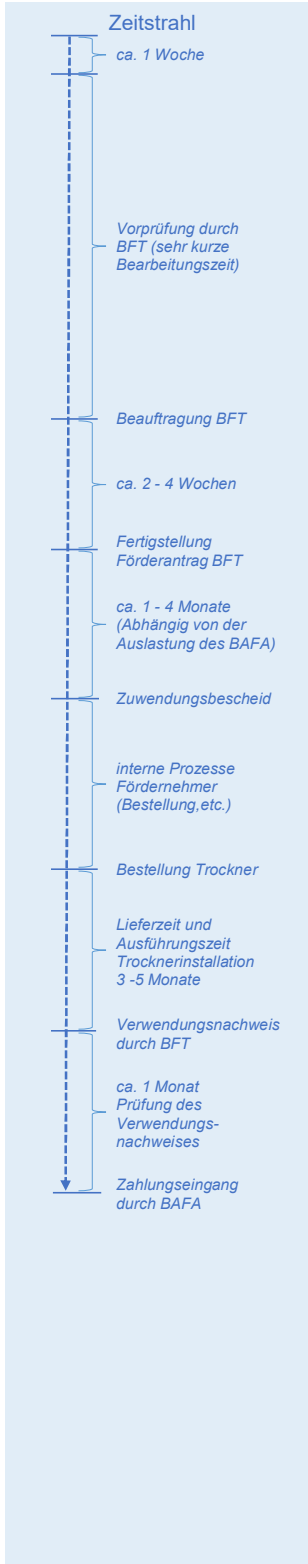 Zeitstrahl
ca. 1 Woche
Vorprüfung durch
BFT (sehr kurze
Bearbeitungszeit)
Beauftragung BFT
ca. 2 - 4 Wochen
Fertigstellung
Förderantrag BFT
ca. 1 - 4 Monate
(Abhängig von der
Auslastung des BAFA)
Zuwendungsbescheid
interne Prozesse
Fördernehmer
(Bestellung,etc.)
Bestellung Trockner
Lieferzeit und
Ausführungszeit
Trocknerinstallation
3 -5 Monate
Verwendungsnachweis
durch BFT
ca. 1 Monat
Prüfung des
Verwendungs-
nachweises
Zahlungseingang
durch BAFA